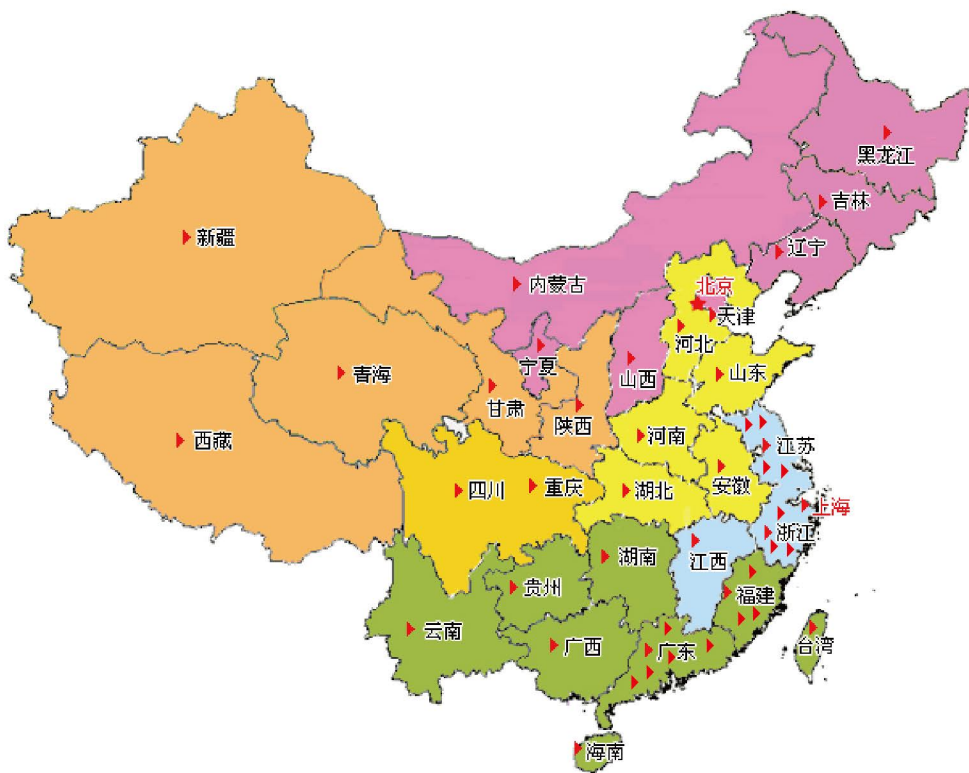 黑龙江
吉林
新疆
辽宁
内蒙古
北京
天津
河北
宁夏
山西
青海
山东
甘肃
陕西
西藏
河南
江苏
四川
重庆
湖北
安徽
上海
浙江
湖南
江西
贵州
福建
云南
广西
广东
台湾
海南